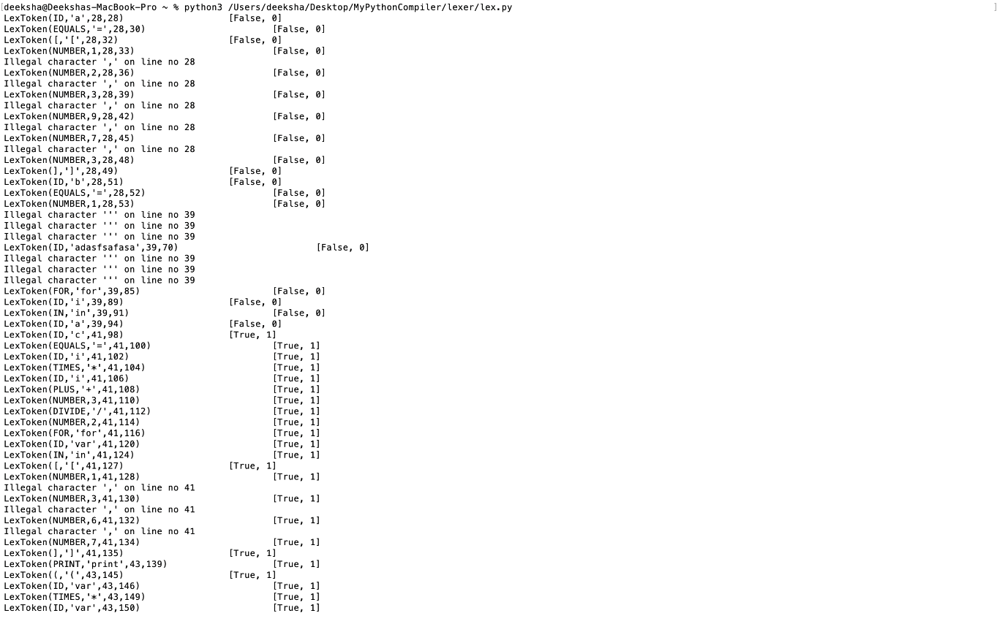 [deeksha@Deekshas-MacBook-Pro ~ % python3 /Users/deeksha/Desktop/MyPythonCompiler/lexer/lex.py ]
LexToken(ID,'a',28,28) [False, 0]
LexToken(EQUALS,'=',28,30) [False, 0]
LexToken([,'[',28,32) [False, 0]
LexToken(NUMBER,1,28,33) [False, 0]
Illegal character ',' on line no 28
LexToken(NUMBER,2,28,36) [False, 0]
Illegal character ',' on line no 28
LexToken(NUMBER,3,28,39) [False, 0]
Illegal character ',' on line no 28
LexToken(NUMBER,9,28,42) [False, 0]
Illegal character ',' on line no 28
LexToken(NUMBER,7,28,45) [False, 0]
Illegal character ',' on line no 28
LexToken(NUMBER,3,28,48) [False, 0]
LexToken(],']',28,49) [False, 0]
LexToken(ID,'b',28,51) [False, 0]
LexToken(EQUALS,'=',28,52) [False, 0]
LexToken(NUMBER,1,28,53) [False, 0]
Illegal character ''' on line no 39
Illegal character ''' on line no 39
Illegal character ''' on line no 39
LexToken(ID,'adasfsafasa',39,70) [False, 0]
Illegal character ''' on line no 39
Illegal character ''' on line no 39
Illegal character ''' on line no 39
LexToken(FOR,'for',39,85) [False, 0]
LexToken(ID,'i',39,89) [False, 0]
LexToken(IN,'in',39,91) [False, 0]
LexToken(ID,'a',39,94) [False, 0]
LexToken(ID,'c',41,98) [True, 1]
LexToken(EQUALS,'=',41,100) [True, 1]
LexToken(ID,'i',41,102) [True, 1]
LexToken(TIMES,'*',41,104) [True, 1]
LexToken(ID,'i',41,106) [True, 1]
LexToken(PLUS,'+',41,108) [True, 1]
LexToken(NUMBER,3,41,110) [True, 1]
LexToken(DIVIDE,'/',41,112) [True, 1]
LexToken(NUMBER,2,41,114) [True, 1]
LexToken(FOR,'for',41,116) [True, 1]
LexToken(ID,'var',41,120) [True, 1]
LexToken(IN,'in',41,124) [True, 1]
LexToken([,'[',41,127) [True, 1]
LexToken(NUMBER,1,41,128) [True, 1]
Illegal character ',' on line no 41
LexToken(NUMBER,3,41,130) [True, 1]
Illegal character ',' on line no 41
LexToken(NUMBER,6,41,132) [True, 1]
Illegal character ',' on line no 41
LexToken(NUMBER,7,41,134) [True, 1]
LexToken(],']',41,135) [True, 1]
LexToken(PRINT,'print',43,139) [True, 1]
LexToken((,'(',43,145) [True, 1]
LexToken(ID,'var',43,146) [True, 1]
LexToken(TIMES,'*',43,149) [True, 1]
LexToken(ID,'var',43,150) [True, 1]